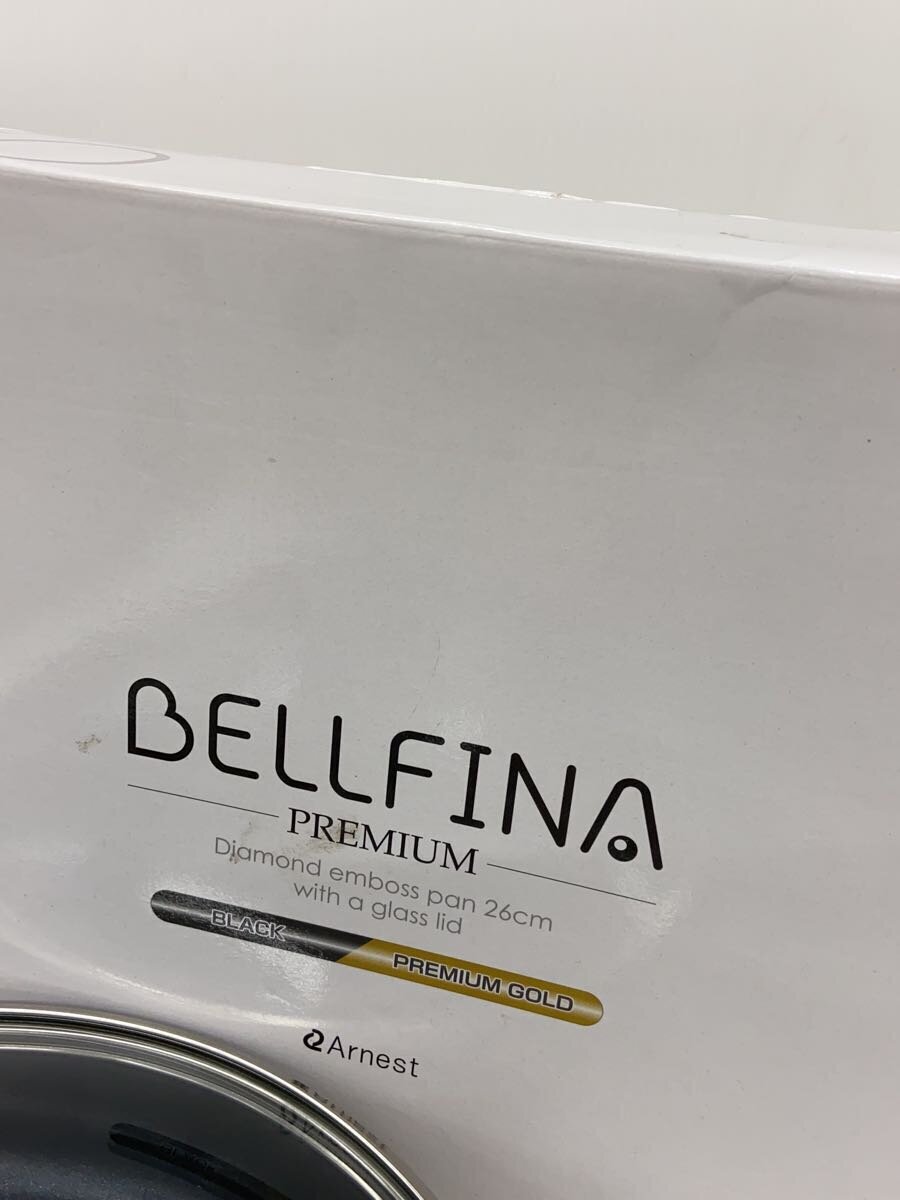 BELLFINA
PREMIUM
Diamond emboss pan 26cm
with a glass lid
BLACK
PREMIUM GOLD
Arnest